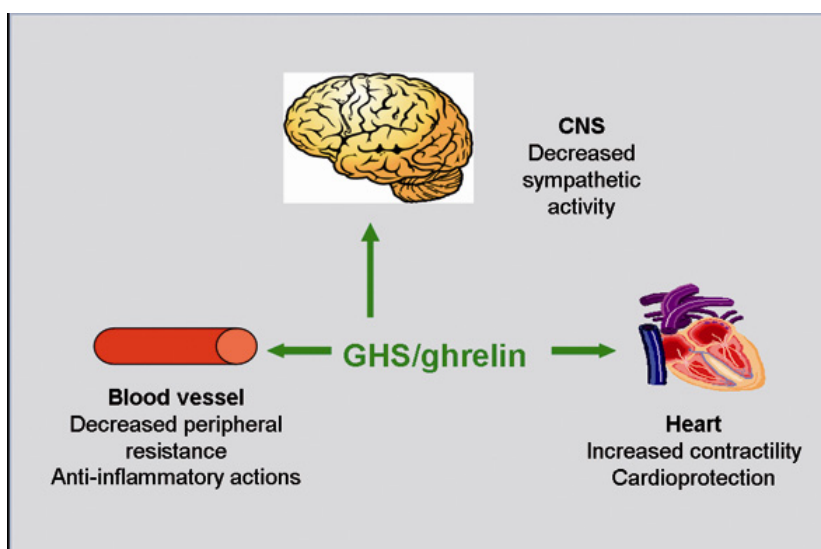 CNS
Decreased
sympathetic
activity
GHS/ghrelin
Blood vessel
Decreased peripheral
resistance
Anti-inflammatory actions
Heart
Increased contractility
Cardioprotection